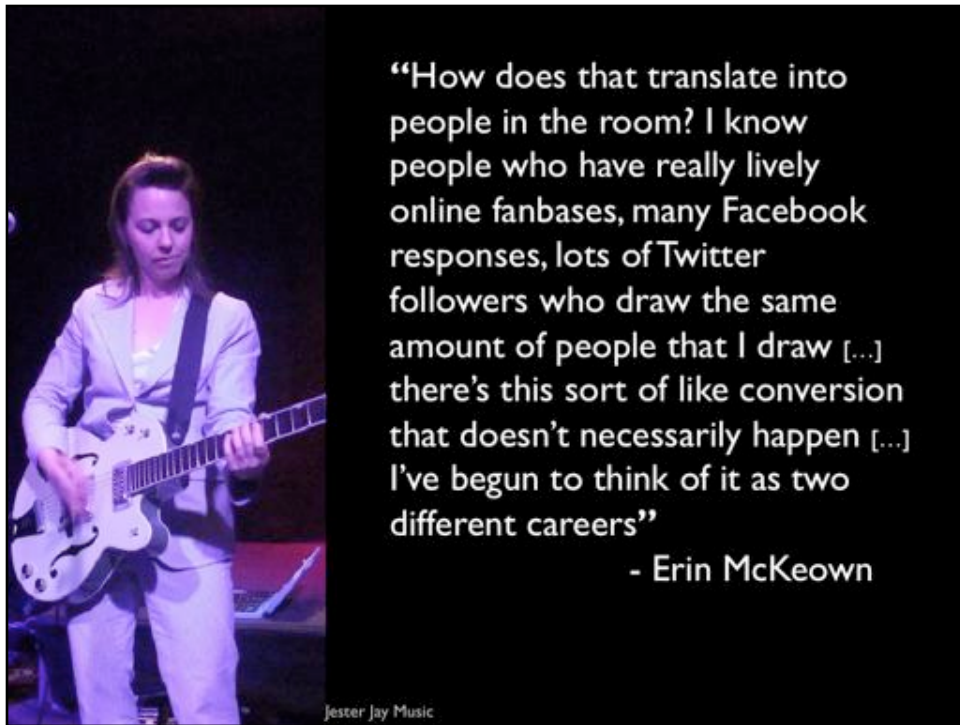 “How does that translate into
people in the room? I know
people who have really lively
online fanbases, many Facebook
responses, lots of Twitter
followers who draw the same
amount of people that I draw [...]
there’s this sort of like conversion
that doesn’t necessarily happen [...]
I’ve begun to think of it as two
different careers”
- Erin McKeown
Jester Jay Music